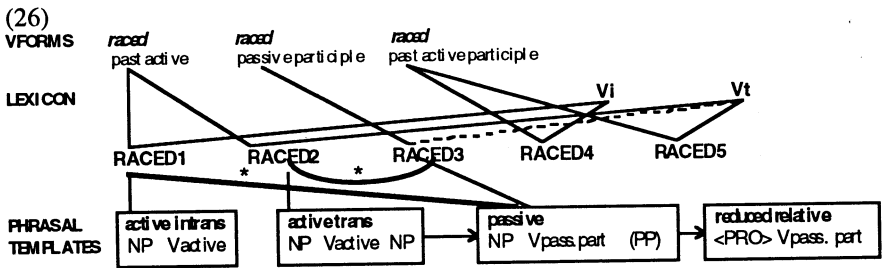 (26)
VFORMS raced raced raced
past active passive participle past active participle
Vi Vt
LEXICON
RACED1 RACED2 RACED3 RACED4 RACED5
* *
PHRASAL TEMPLATES
active intrans
NP Vactive
active trans
NP Vactive NP
passive
NP Vpass.part (PP)
reduced relative
<PRO> Vpass. part